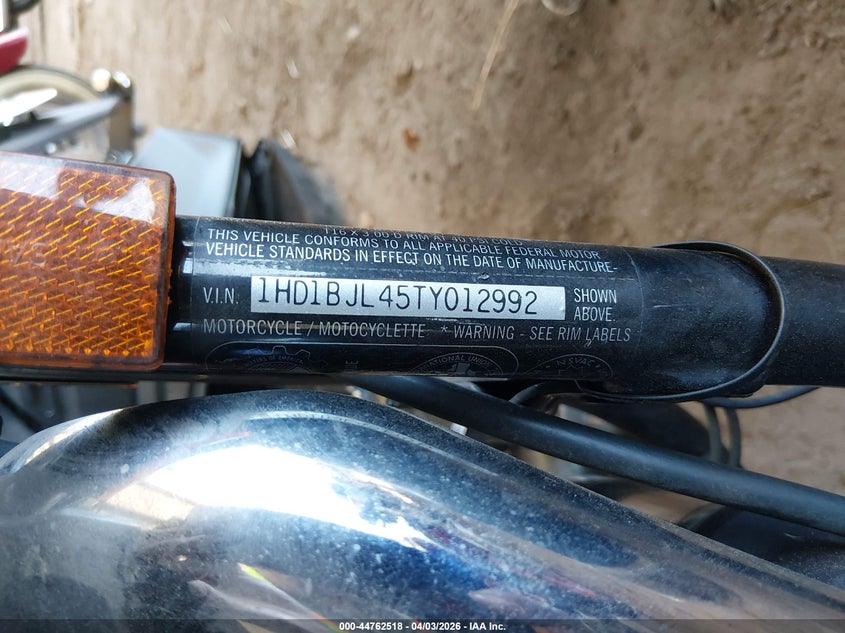 THIS VEHICLE CONFORMS TO ALL APPLICABLE FEDERAL MOTOR
VEHICLE STANDARDS IN EFFECT ON THE DATE OF MANUFACTURE-
V.I.N. 1HD1BJL45TY012992 SHOWN
ABOVE.
MOTORCYCLE / MOTOCYCLETTE * WARNING - SEE RIM LABELS
000-44762518 - 04/03/2026 - IAA Inc.